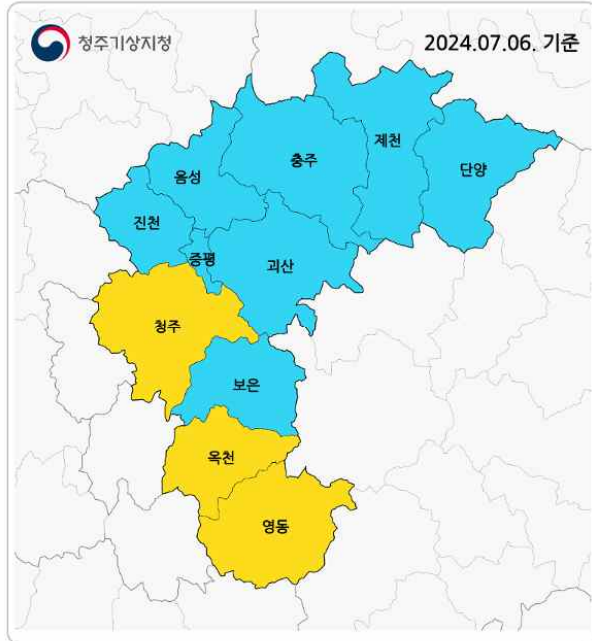 청주기상지청
2024.07.06. 기준
제천
충주
단양
음성
진천
증평
괴산
청주
보은
옥천
영동